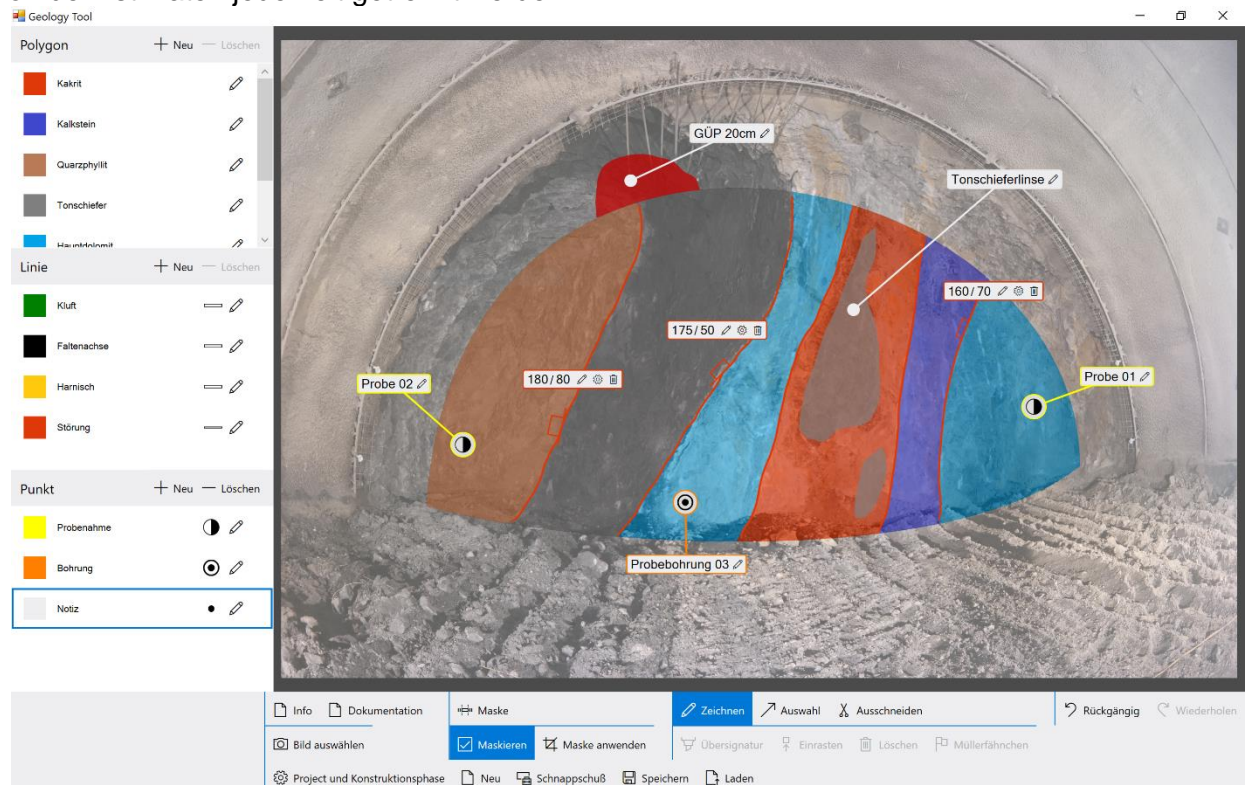 Geology Tool
Polygon
Neu
Löschen
Kakrit
Kalkstein
Quarzphyllit
Tonschiefer
Hauptdolomit
Linie
Neu
Löschen
Kluft
Faltenachse
Harnisch
Störung
Punkt
Neu
Löschen
Probenahme
Bohrung
Notiz
GÜP 20cm
Tonschieferlinse
160/70
175/50
180/80
Probe 02
Probe 01
Probebohrung 03
Info
Dokumentation
Maske
Zeichnen
Auswahl
Ausschneiden
Rückgängig
Wiederholen
Bild auswählen
Maskieren
Maske anwenden
Übersignatur
Einrasten
Löschen
Müllerfähnchen
Project und Konstruktionsphase
Neu
Schnappschuß
Speichern
Laden